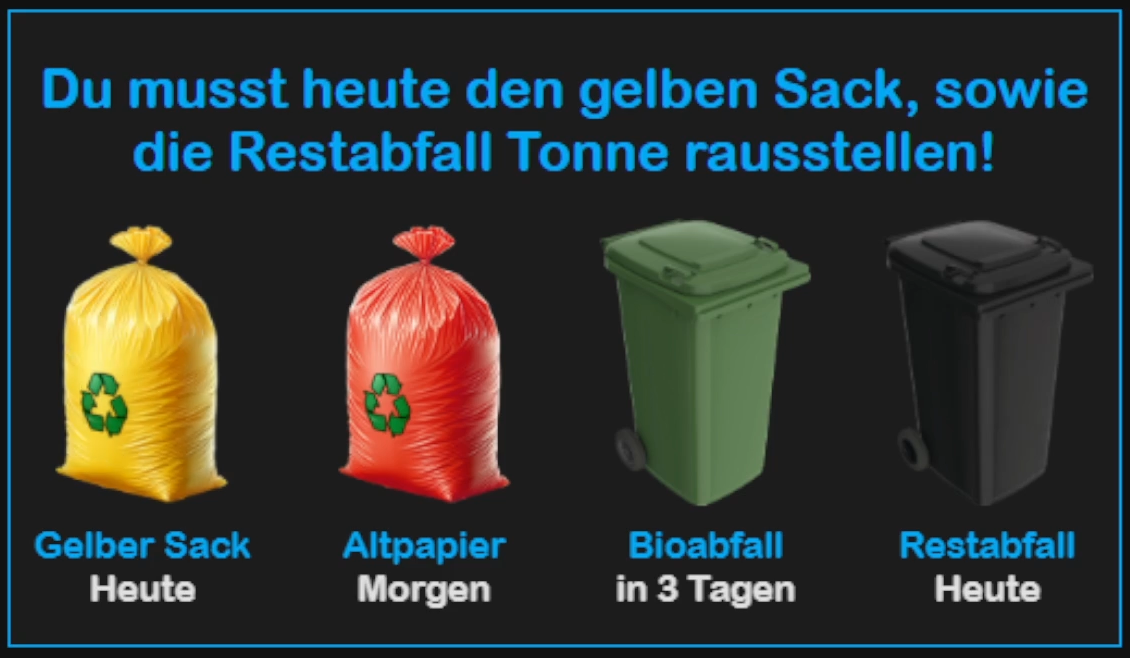 Du musst heute den gelben Sack, sowie
die Restabfall Tonne rausstellen!
Gelber Sack
Heute
Altpapier
Morgen
Bioabfall
in 3 Tagen
Restabfall
Heute